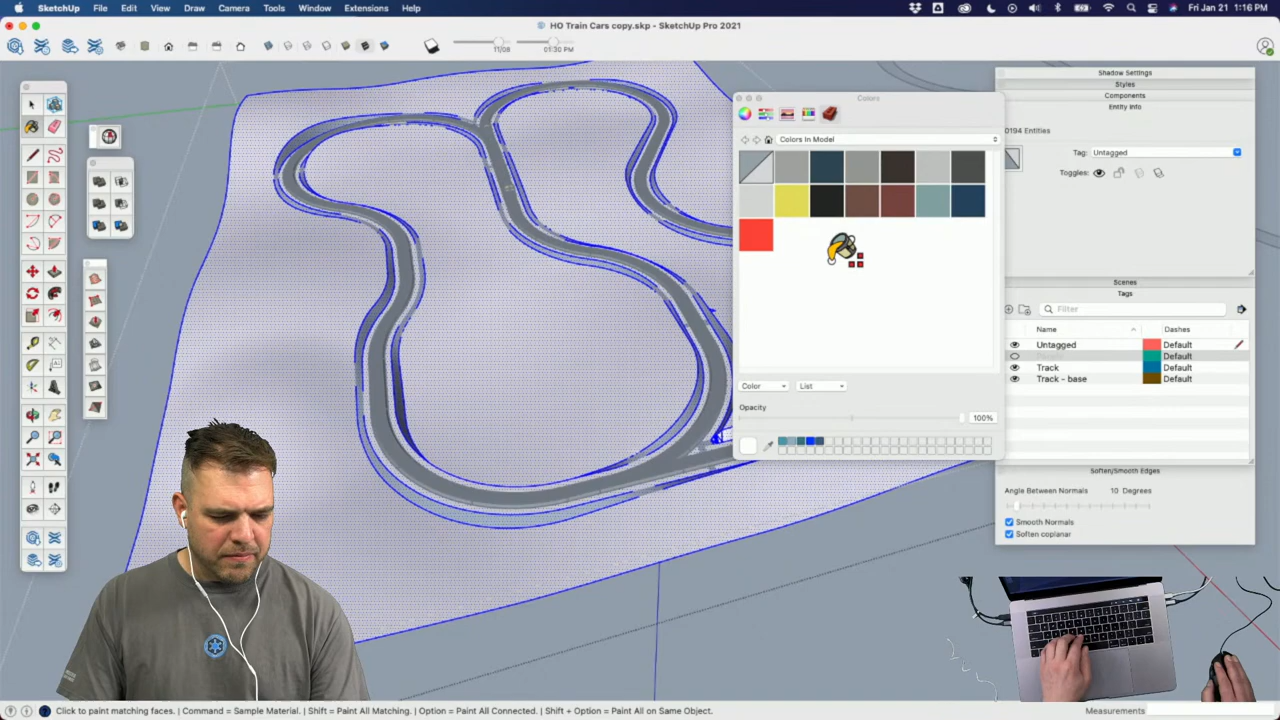 SketchUp File Edit View Draw Camera Tools Window Extensions Help
Fri Jan 21 1:16 PM
HO Train Cars copy.skp - SketchUp Pro 2021
11/08 01:30 PM
Shadow Settings
Styles
Components
Entity Info
0194 Entities
Tag: Untagged
Toggles:
Colors
Colors In Model
Color List
Opacity
100%
Scenes
Tags
Filter
Name Dashes
Untagged Default
Default
Track Default
Track - base Default
Soften/Smooth Edges
Angle Between Normals 10 Degrees
Smooth Normals
Soften coplanar
Click to paint matching faces. | Command = Sample Material. | Shift = Paint All Matching. | Option = Paint All Connected. | Shift + Option = Paint All on Same Object.
Measurements